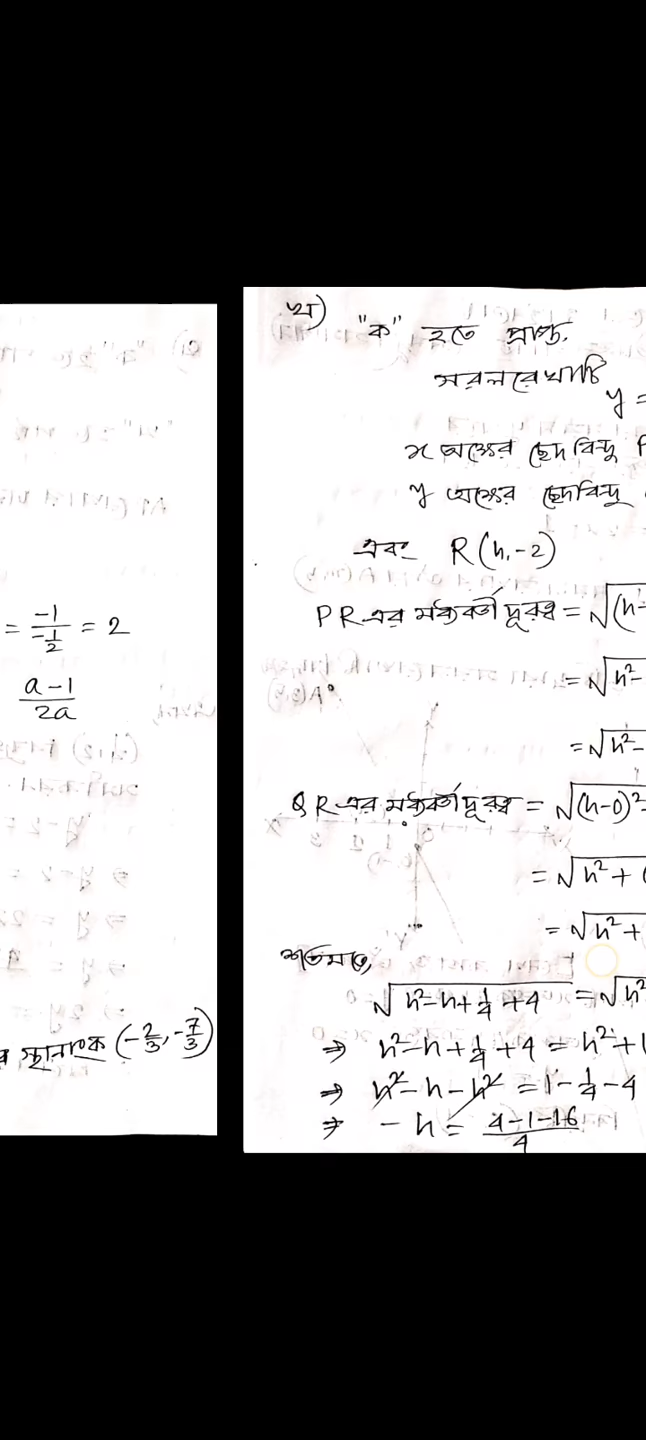 = -1/(-1/2) = 2
(a-1)/2a
স্থানাংক (-2/3, -7/3)
খ) "ক" হতে প্রাপ্ত,
সরলরেখাটি y =
x অক্ষের ছেদবিন্দু P
y অক্ষের ছেদবিন্দু
এবং R(h, -2)
PR এর মধ্যবর্তী দূরত্ব = √(h-
= √h²-
= √h²-
QR এর মধ্যবর্তী দূরত্ব = √(h-0)²
= √h² + (
= √h² +
শর্তমতে,
√h²-h+1/4+4 = √h²
⇒ h²-h+1/4+4 = h²+1
⇒ h²-h-h² = 1-1/4-4
⇒ -h = (4-1-16)/4